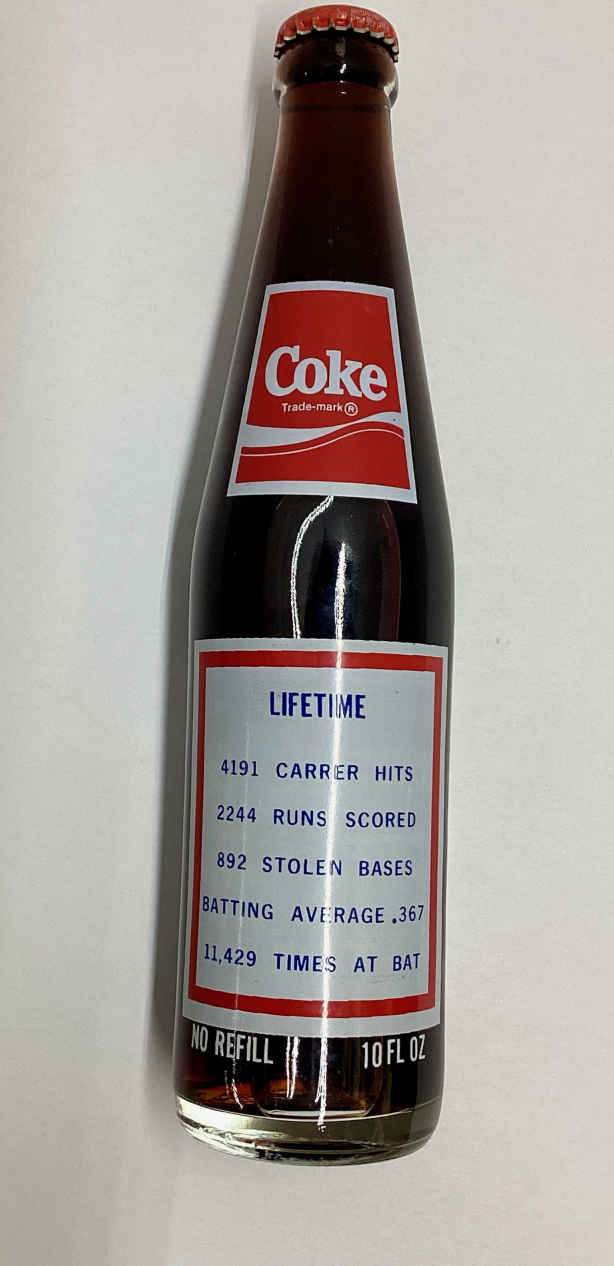 Coke
Trade-mark®
LIFETIME
4191 CARRER HITS
2244 RUNS SCORED
892 STOLEN BASES
BATTING AVERAGE .367
11,429 TIMES AT BAT
NO REFILL 10 FL OZ